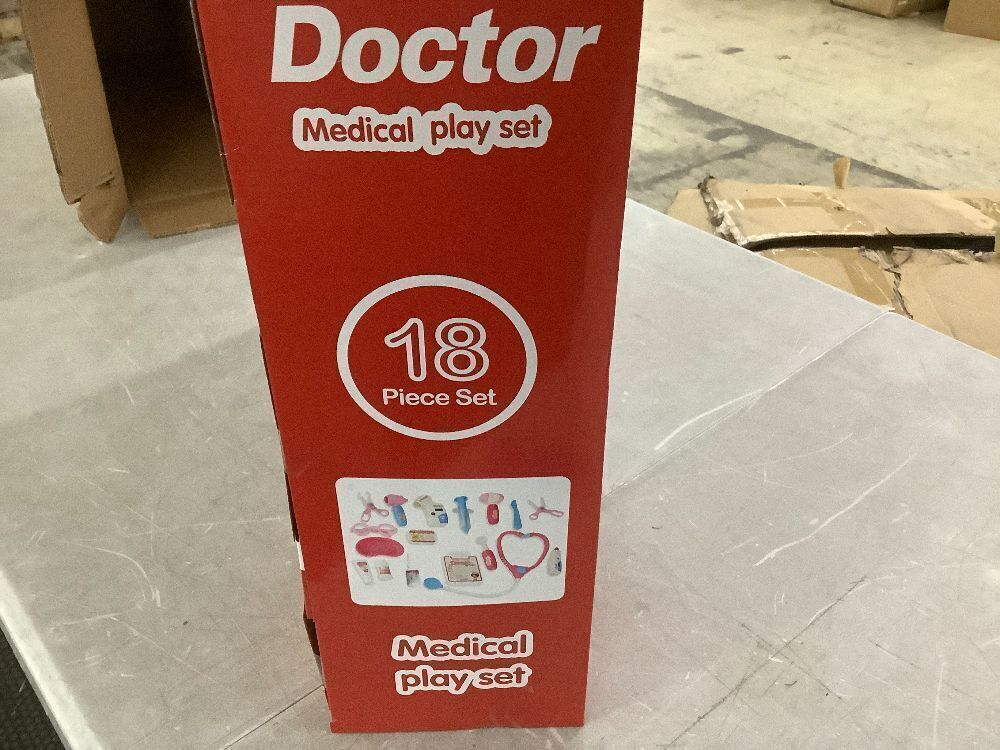 Doctor
Medical play set
18
Piece Set
Medical
play set